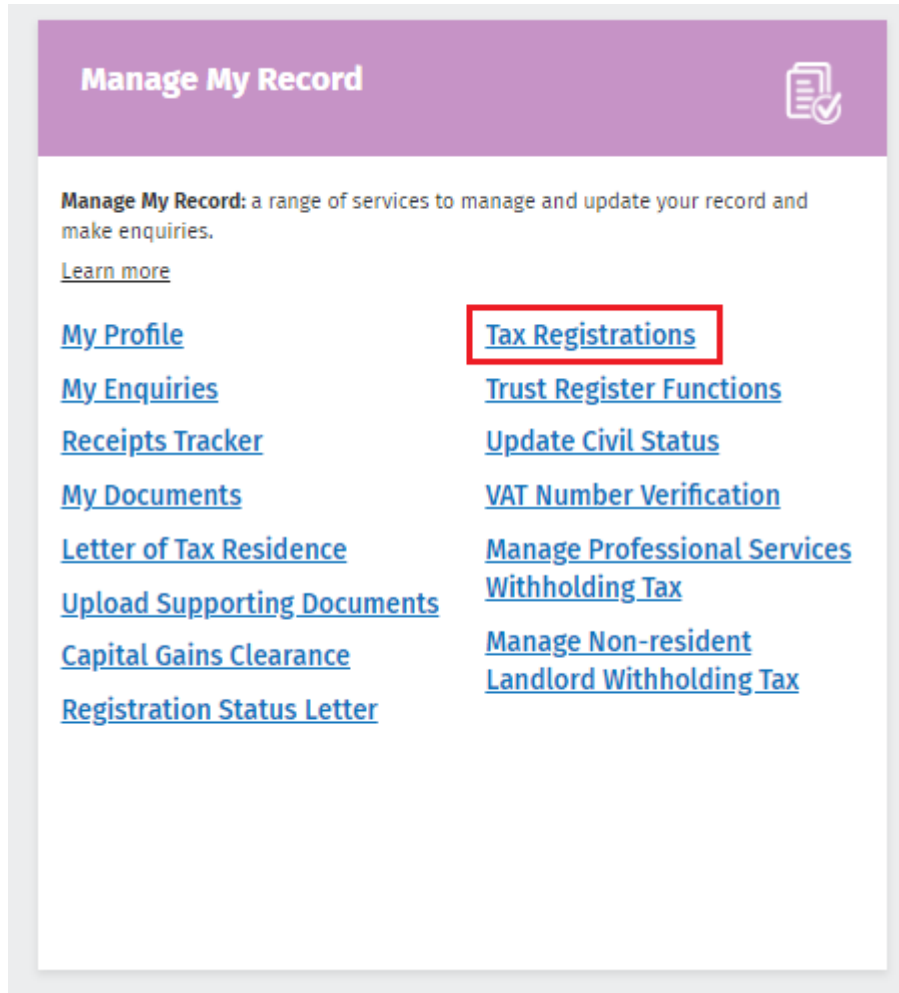 Manage My Record
Manage My Record: a range of services to manage and update your record and
make enquiries.
Learn more
My Profile
My Enquiries
Receipts Tracker
My Documents
Letter of Tax Residence
Upload Supporting Documents
Capital Gains Clearance
Registration Status Letter
Tax Registrations
Trust Register Functions
Update Civil Status
VAT Number Verification
Manage Professional Services
Withholding Tax
Manage Non-resident
Landlord Withholding Tax